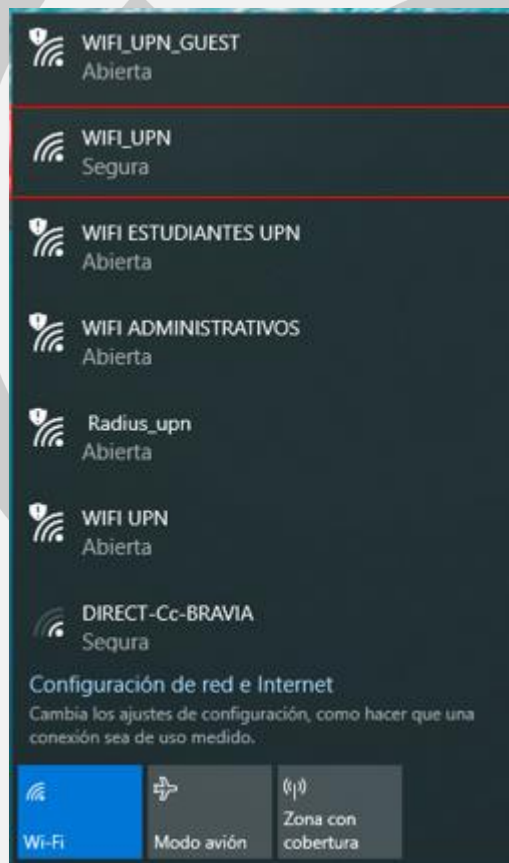 WIFI_UPN_GUEST
Abierta
WIFI_UPN
Segura
WIFI ESTUDIANTES UPN
Abierta
WIFI ADMINISTRATIVOS
Abierta
Radius_upn
Abierta
WIFI UPN
Abierta
DIRECT-Cc-BRAVIA
Segura
Configuración de red e Internet
Cambia los ajustes de configuración, como hacer que una
conexión sea de uso medido.
Wi-Fi
Modo avión
Zona con
cobertura